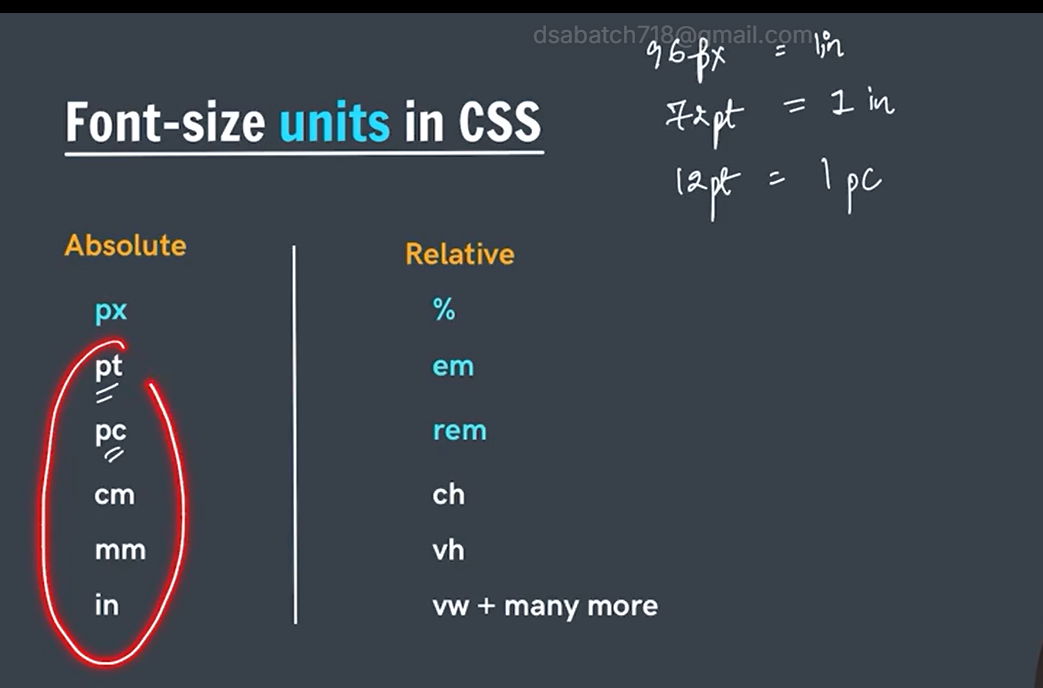 dsabatch718@gmail.com
96px = 1in
72pt = 1 in
12pt = 1 pc
Font-size units in CSS
Absolute
px
pt
pc
cm
mm
in
Relative
%
em
rem
ch
vh
vw + many more